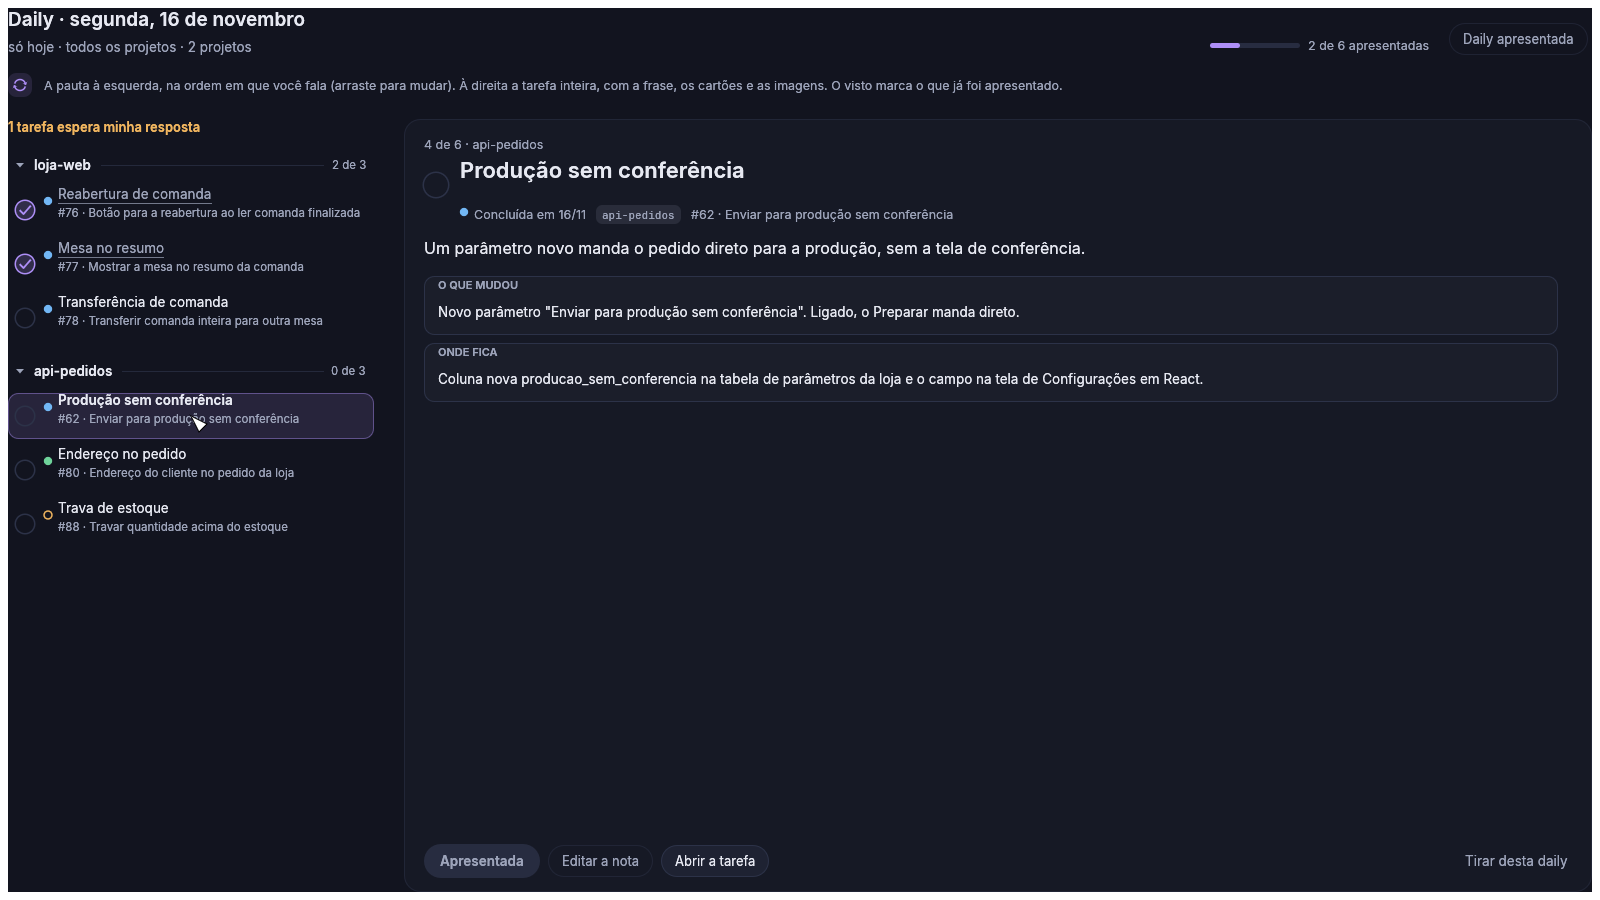 Daily · segunda, 16 de novembro
só hoje · todos os projetos · 2 projetos
2 de 6 apresentadas
Daily apresentada
A pauta à esquerda, na ordem em que você fala (arraste para mudar). À direita a tarefa inteira, com a frase, os cartões e as imagens. O visto marca o que já foi apresentado.
1 tarefa espera minha resposta
loja-web 2 de 3
Reabertura de comanda
#76 · Botão para a reabertura ao ler comanda finalizada
Mesa no resumo
#77 · Mostrar a mesa no resumo da comanda
Transferência de comanda
#78 · Transferir comanda inteira para outra mesa
api-pedidos 0 de 3
Produção sem conferência
#62 · Enviar para produção sem conferência
Endereço no pedido
#80 · Endereço do cliente no pedido da loja
Trava de estoque
#88 · Travar quantidade acima do estoque
4 de 6 · api-pedidos
Produção sem conferência
Concluída em 16/11 api-pedidos #62 · Enviar para produção sem conferência
Um parâmetro novo manda o pedido direto para a produção, sem a tela de conferência.
O QUE MUDOU
Novo parâmetro "Enviar para produção sem conferência". Ligado, o Preparar manda direto.
ONDE FICA
Coluna nova producao_sem_conferencia na tabela de parâmetros da loja e o campo na tela de Configurações em React.
Apresentada
Editar a nota
Abrir a tarefa
Tirar desta daily